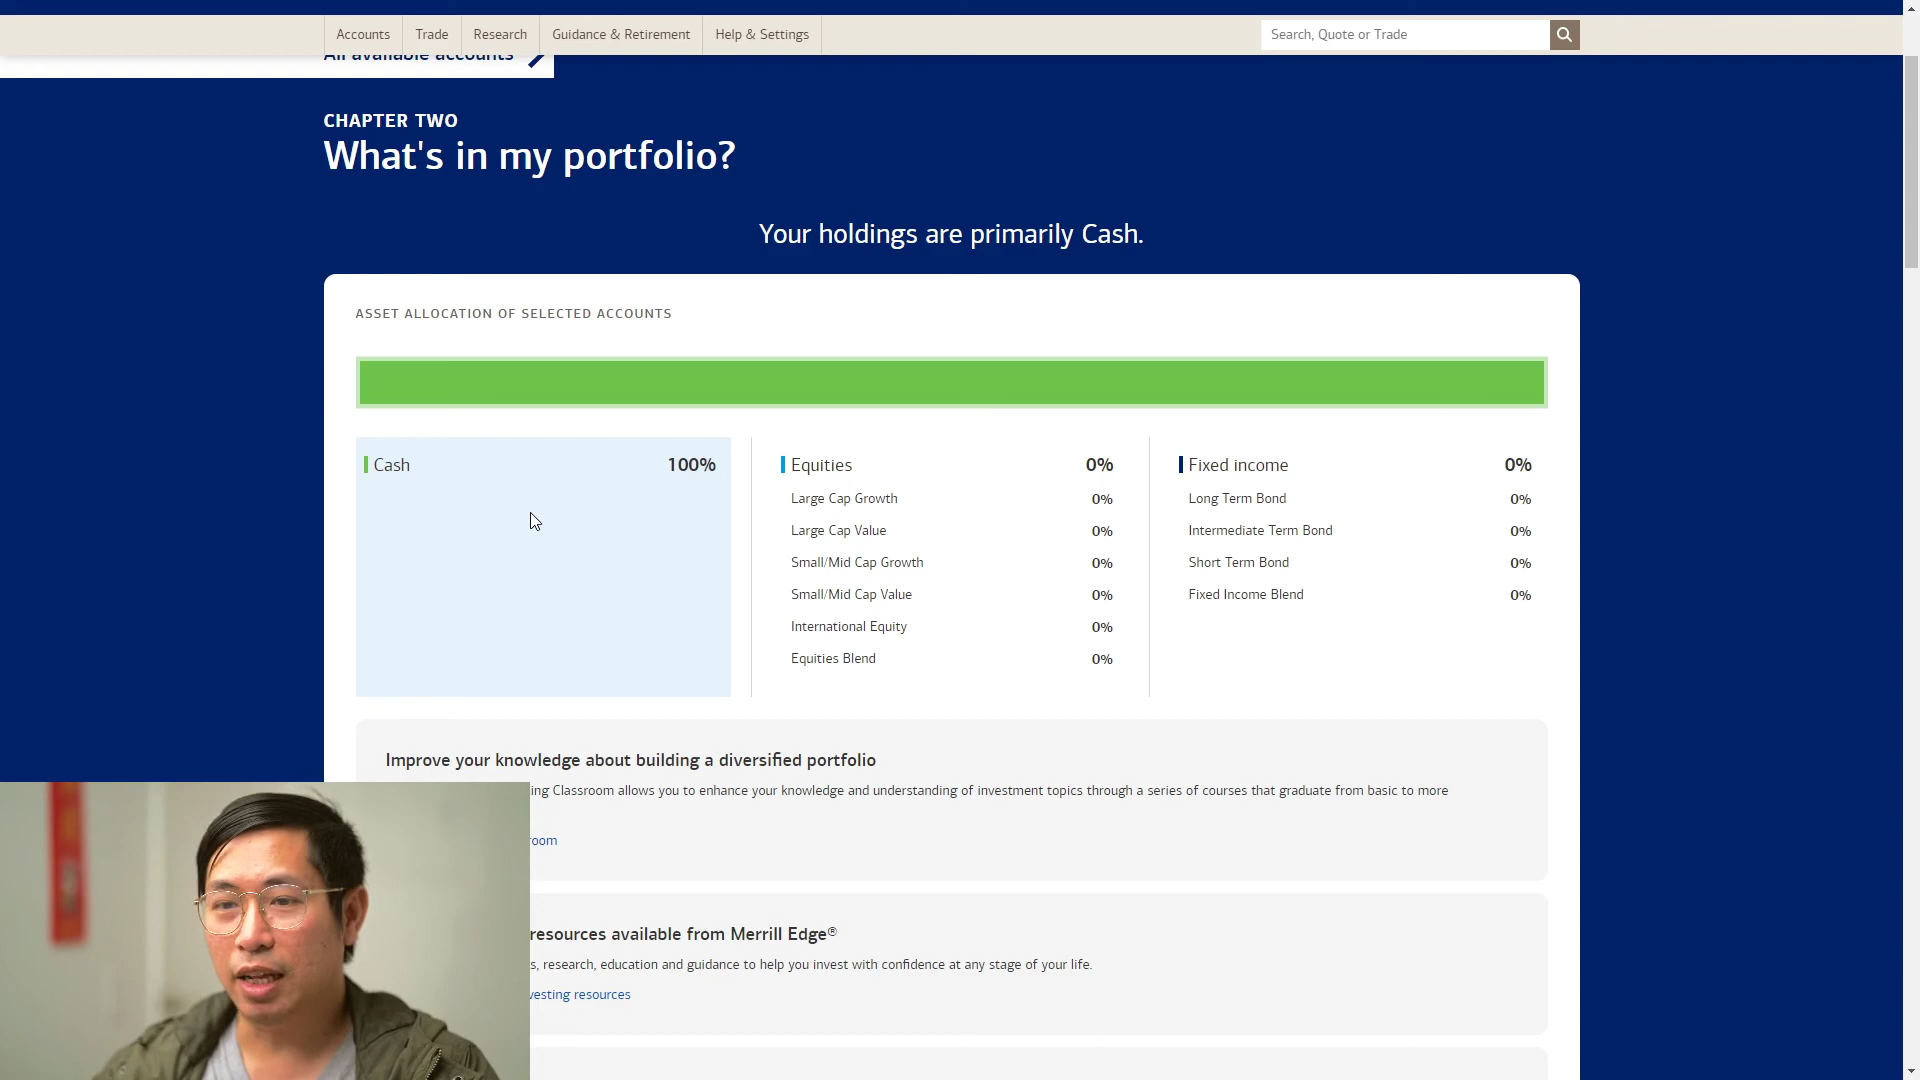 Accounts
Trade
Research
Guidance & Retirement
Help & Settings
Search, Quote or Trade
All available accounts
CHAPTER TWO
What's in my portfolio?
Your holdings are primarily Cash.
ASSET ALLOCATION OF SELECTED ACCOUNTS
Cash 100%
Equities 0%
Large Cap Growth 0%
Large Cap Value 0%
Small/Mid Cap Growth 0%
Small/Mid Cap Value 0%
International Equity 0%
Equities Blend 0%
Fixed income 0%
Long Term Bond 0%
Intermediate Term Bond 0%
Short Term Bond 0%
Fixed Income Blend 0%
Improve your knowledge about building a diversified portfolio
ing Classroom allows you to enhance your knowledge and understanding of investment topics through a series of courses that graduate from basic to more
room
resources available from Merrill Edge®
s, research, education and guidance to help you invest with confidence at any stage of your life.
vesting resources